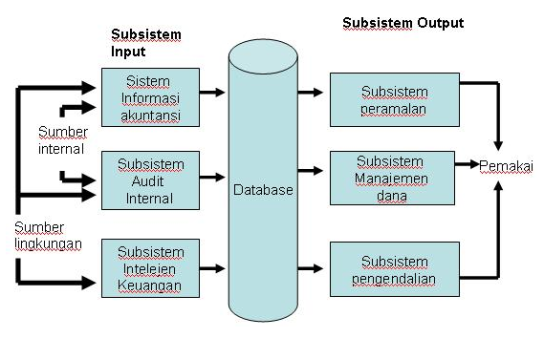 Subsistem
Input
Subsistem Output
Sistem
Informasi
akuntansi
Sumber
internal
Subsistem
Audit
Internal
Sumber
lingkungan
Subsistem
Intelejen
Keuangan
Database
Subsistem
peramalan
Subsistem
Manajemen
dana
Subsistem
pengendalian
Pemakai